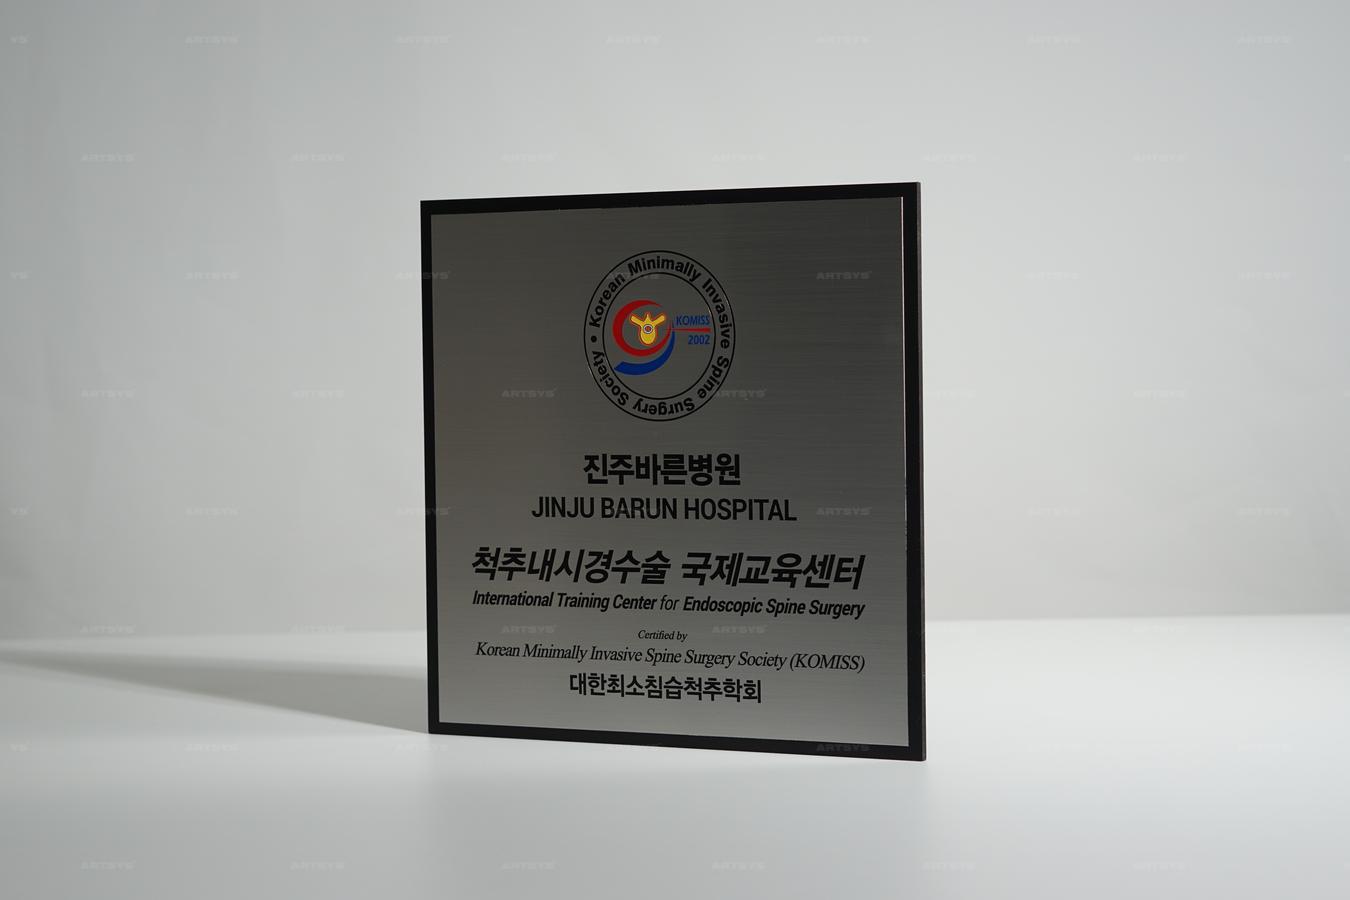 Korean Minimally Invasive Spine Surgery Society •
KOMISS
2002
진주바른병원
JINJU BARUN HOSPITAL
척추내시경수술 국제교육센터
International Training Center for Endoscopic Spine Surgery
Certified by
Korean Minimally Invasive Spine Surgery Society (KOMISS)
대한최소침습척추학회
ARTSYS